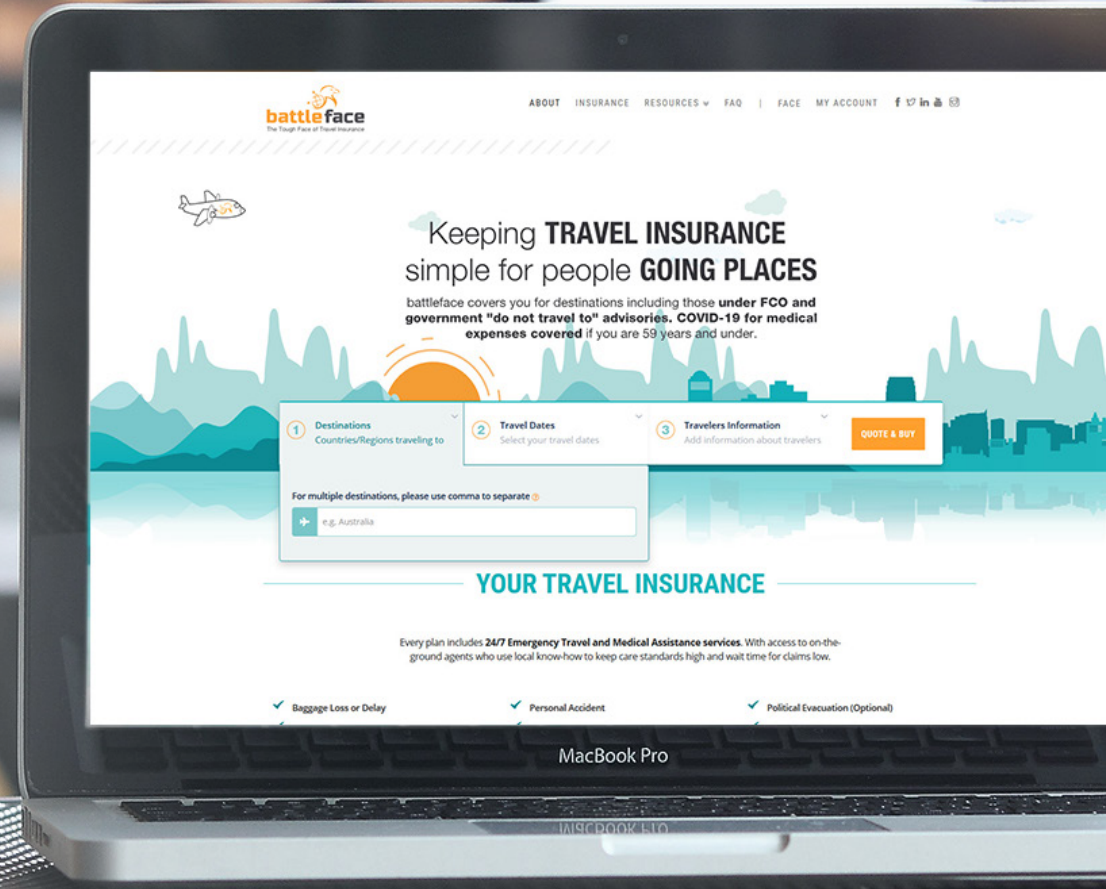 battleface
The Tough Face of Travel Insurance
ABOUT INSURANCE RESOURCES FAQ | FACE MY ACCOUNT
Keeping TRAVEL INSURANCE
simple for people GOING PLACES
battleface covers you for destinations including those under FCO and
government "do not travel to" advisories. COVID-19 for medical
expenses covered if you are 59 years and under.
1 Destinations
Countries/Regions traveling to
2 Travel Dates
Select your travel dates
3 Travelers Information
Add information about travelers
QUOTE & BUY
For multiple destinations, please use comma to separate
e.g. Australia
YOUR TRAVEL INSURANCE
Every plan includes 24/7 Emergency Travel and Medical Assistance services. With access to on-the-
ground agents who use local know-how to keep care standards high and wait time for claims low.
Baggage Loss or Delay
Personal Accident
Political Evacuation (Optional)
MacBook Pro